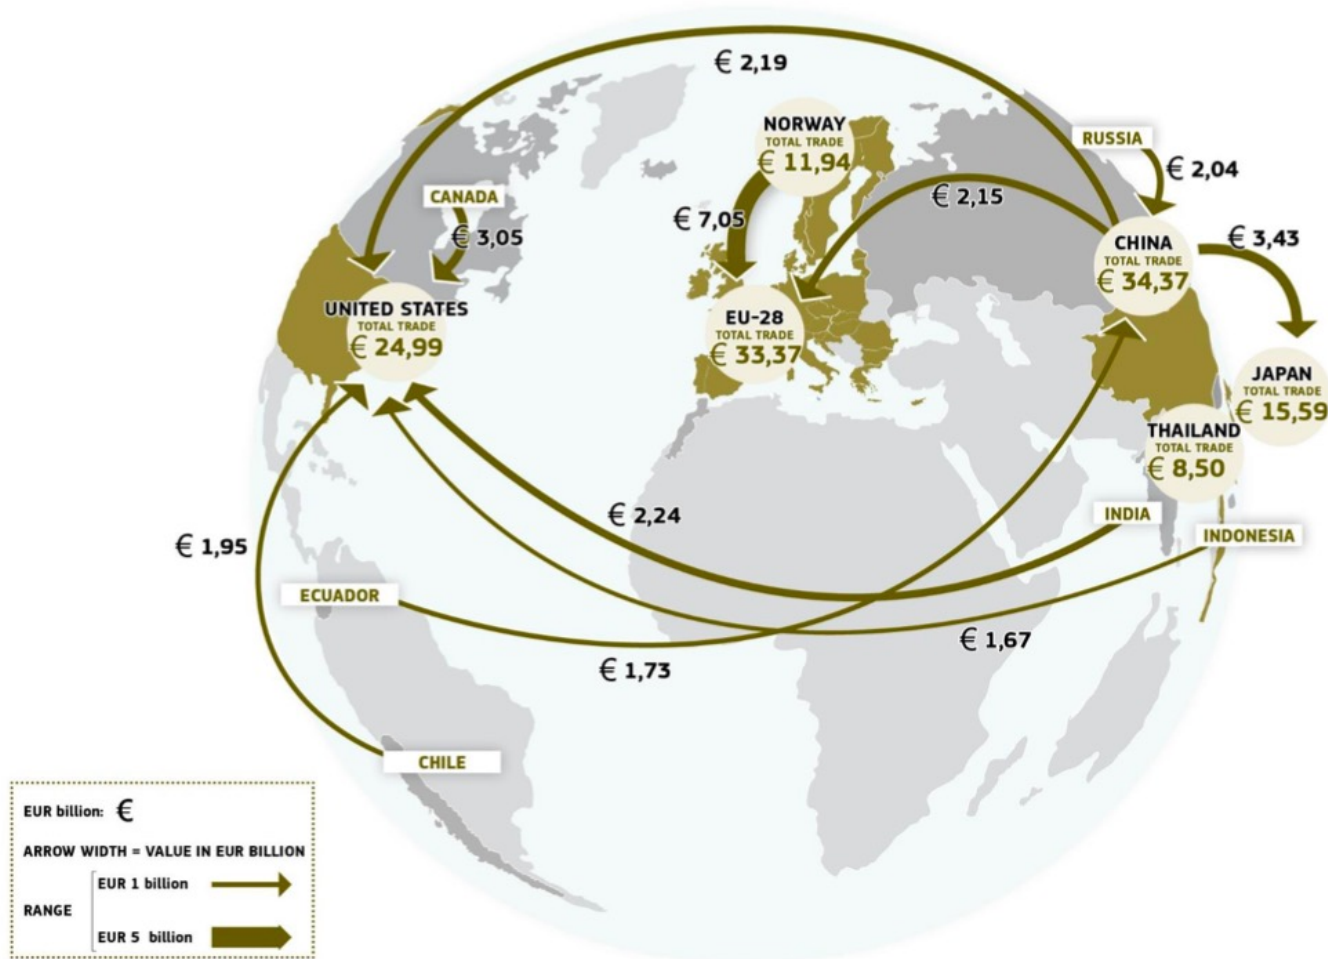 € 2,19
NORWAY
TOTAL TRADE
€ 11,94
RUSSIA
€ 2,04
CANADA
€ 3,05
€ 7,05
€ 2,15
CHINA
TOTAL TRADE
€ 34,37
€ 3,43
UNITED STATES
TOTAL TRADE
€ 24,99
EU-28
TOTAL TRADE
€ 33,37
JAPAN
TOTAL TRADE
€ 15,59
THAILAND
TOTAL TRADE
€ 8,50
€ 2,24
INDIA
INDONESIA
€ 1,95
ECUADOR
€ 1,73
€ 1,67
CHILE
EUR billion: €
ARROW WIDTH = VALUE IN EUR BILLION
RANGE
EUR 1 billion
EUR 5 billion